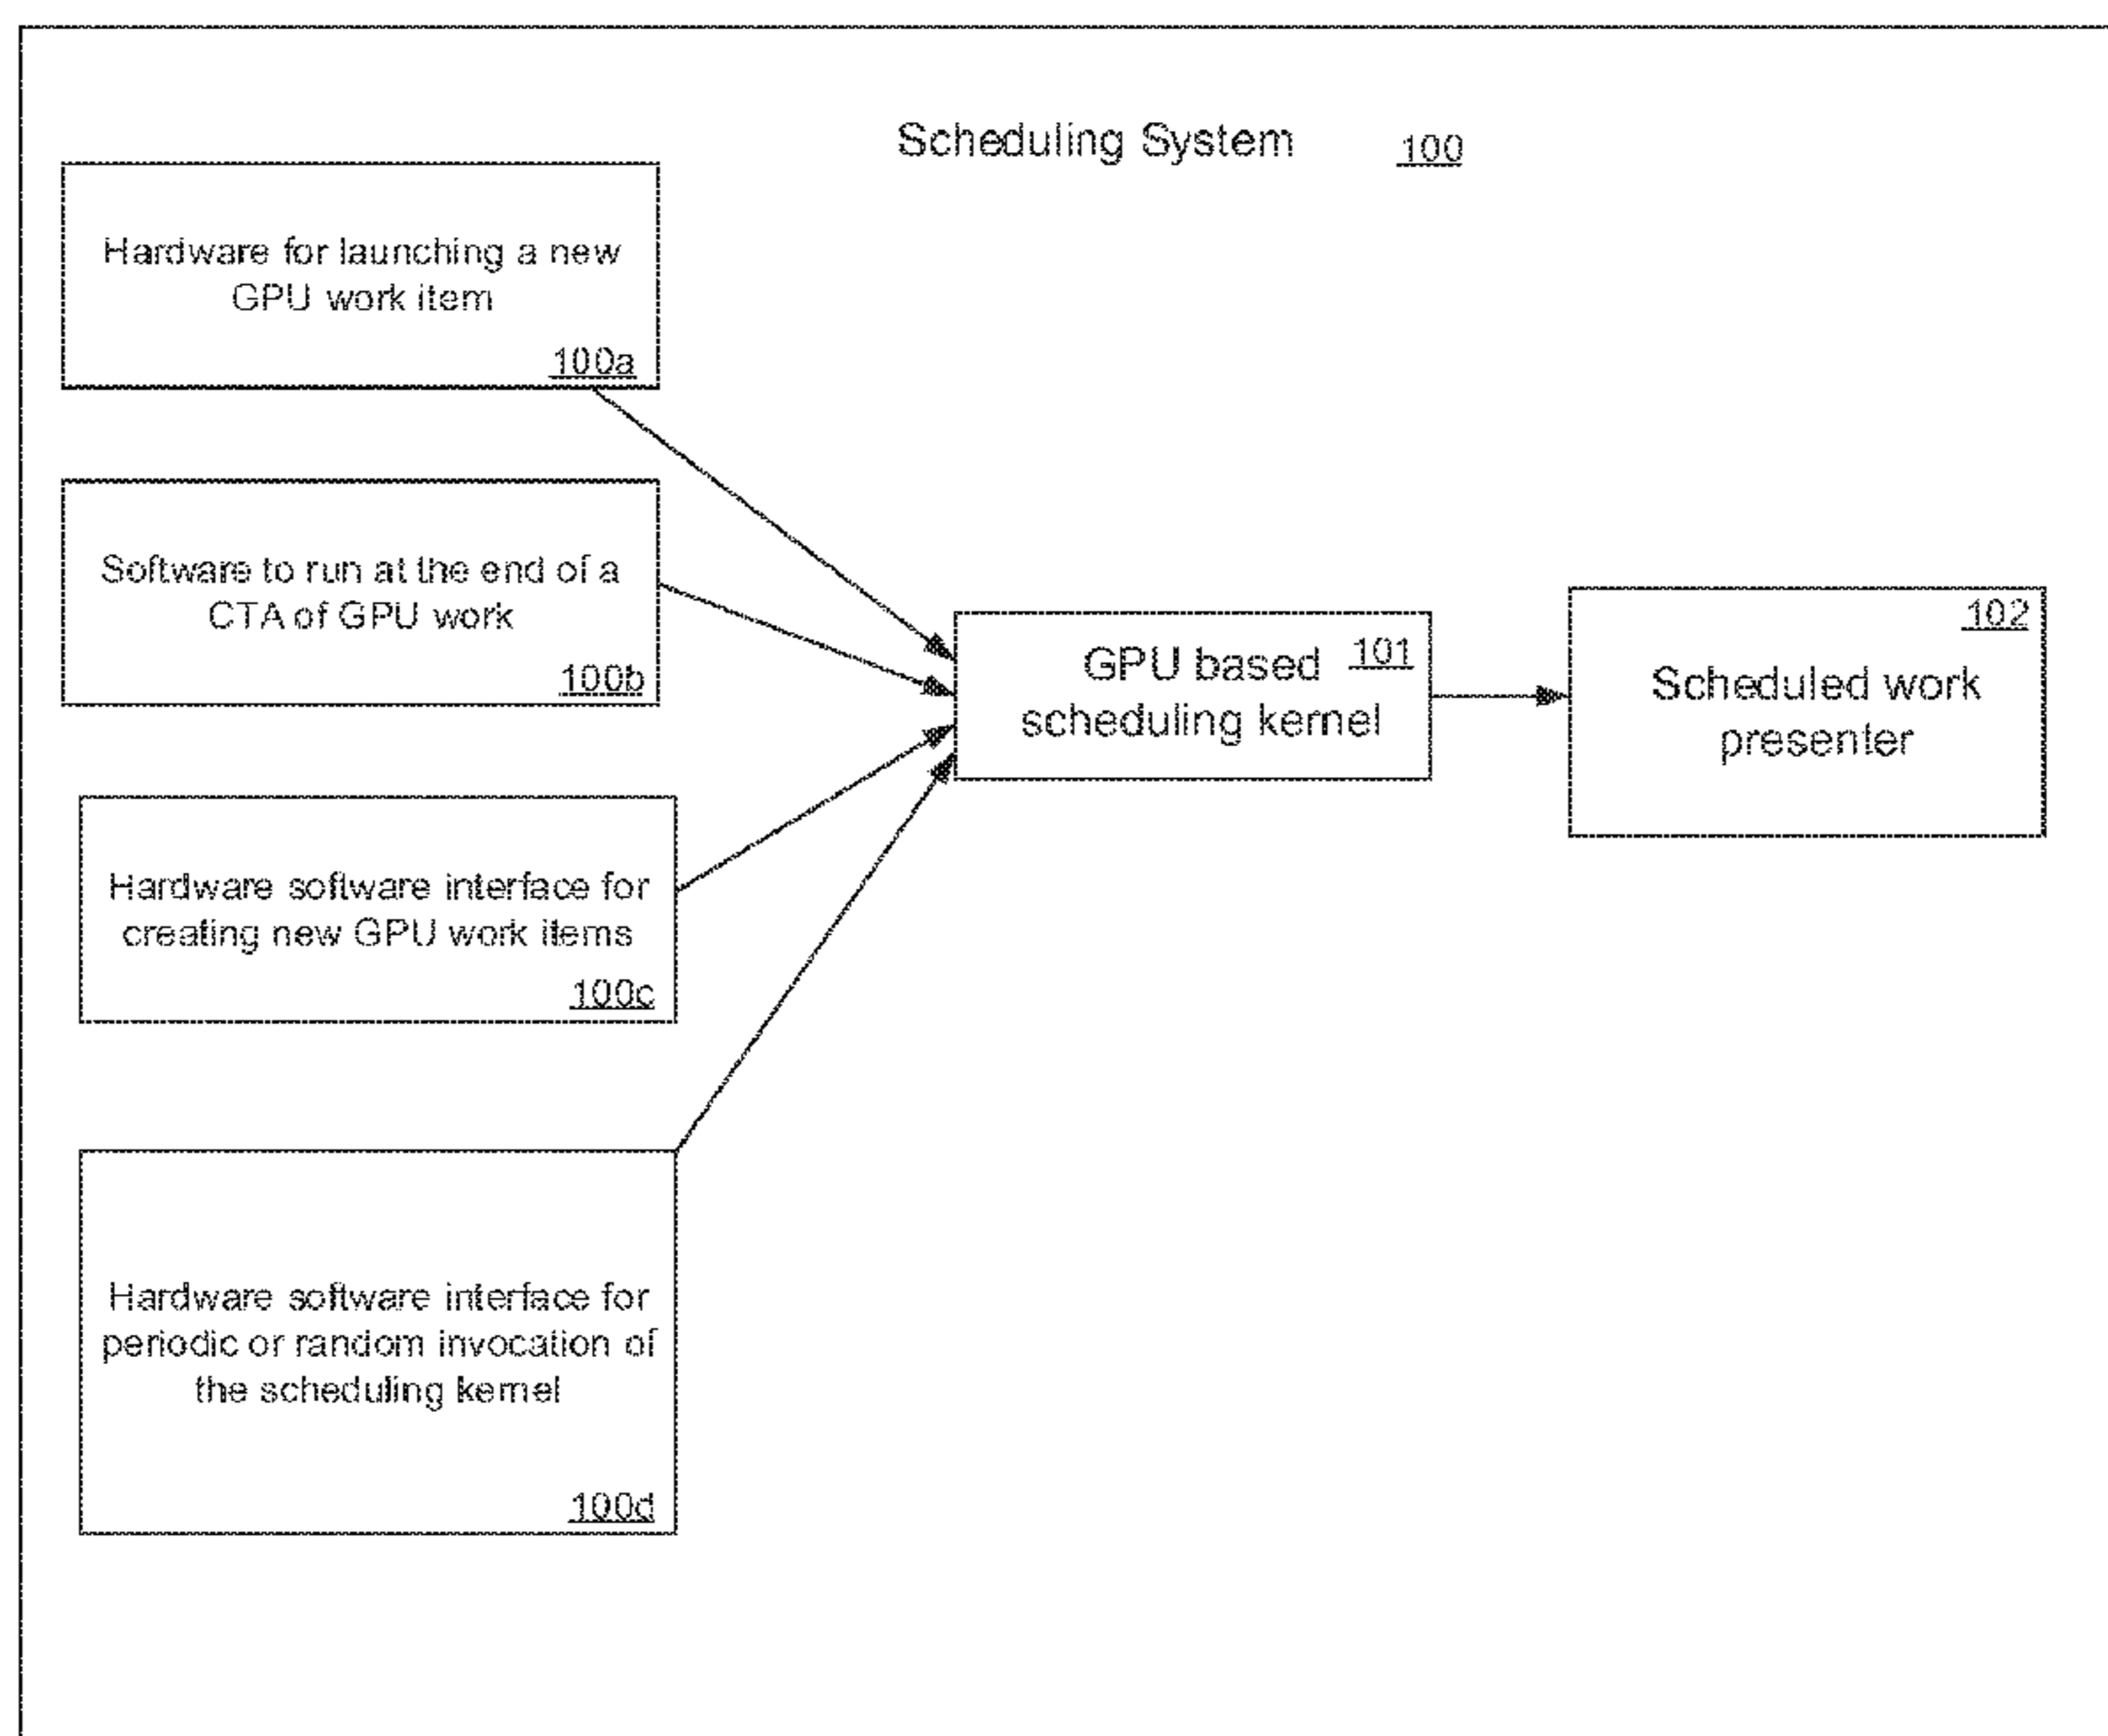 Scheduling System 100
Hardware for launching a new
GPU work item
100a
Software to run at the end of a
CTA of GPU work
100b
Hardware software interface for
creating new GPU work items
100c
Hardware software interface for
periodic or random invocation of
the scheduling kernel
100d
GPU based 101
scheduling kernel
102
Scheduled work
presenter